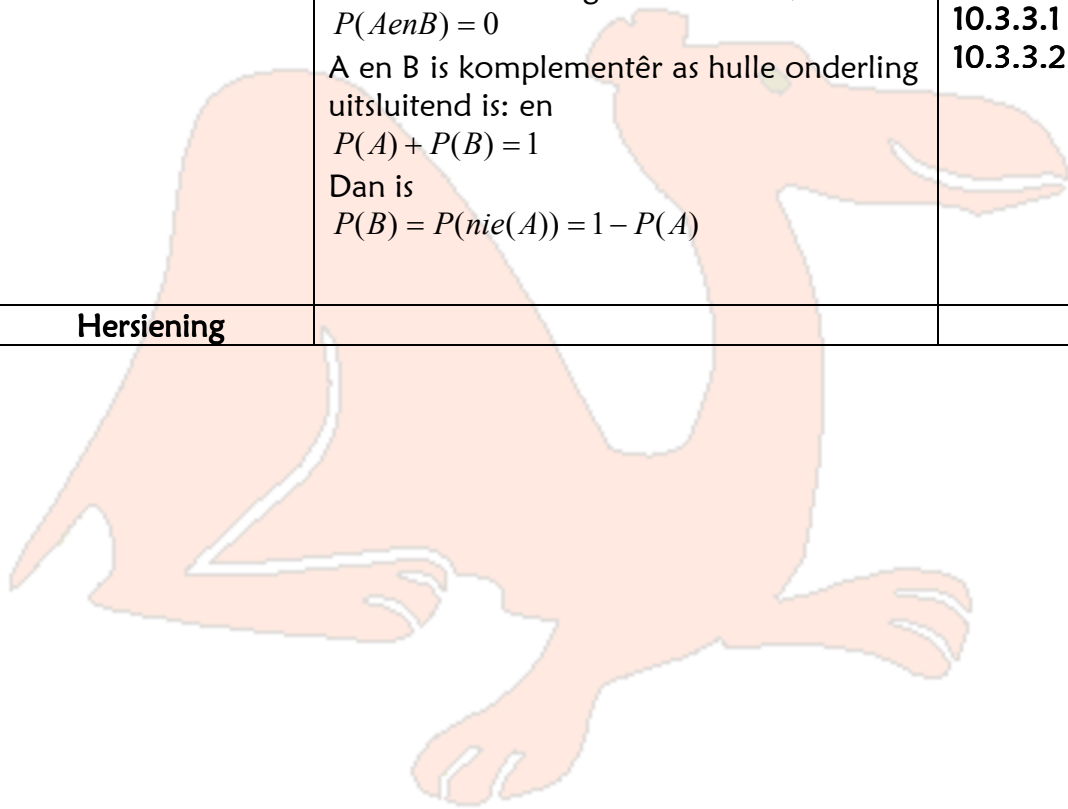 P(AenB) = 0
A en B is komplementêr as hulle onderling
uitsluitend is: en
P(A) + P(B) = 1
Dan is
P(B) = P(nie(A)) = 1 − P(A)
10.3.3.1
10.3.3.2
Hersiening